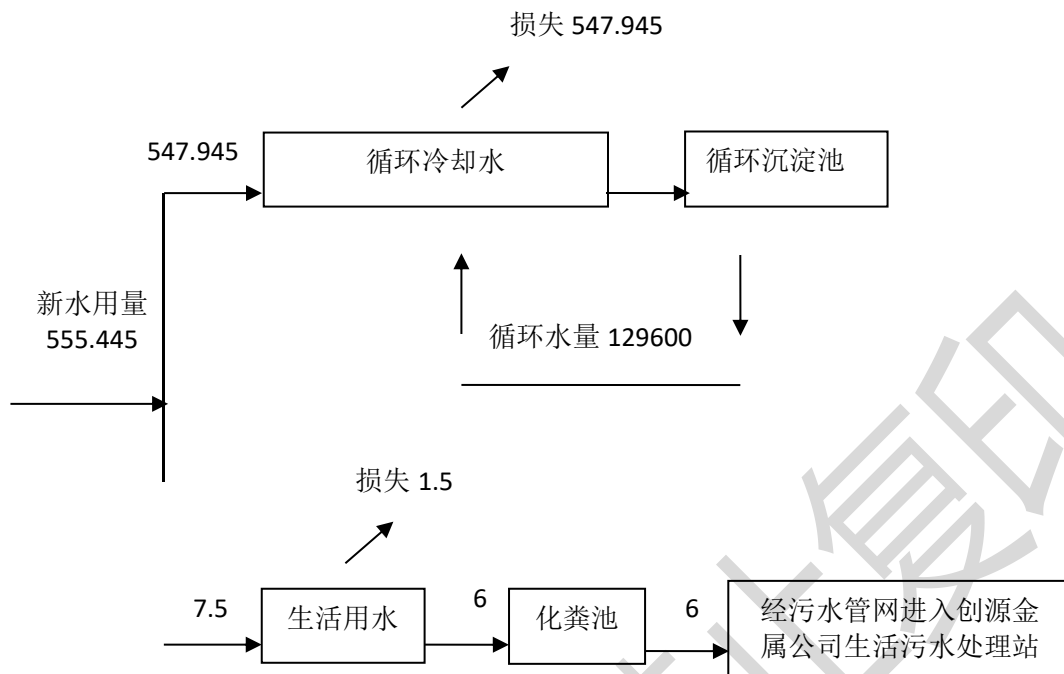 损失 547.945
547.945
循环冷却水
循环沉淀池
新水用量
555.445
循环水量 129600
损失 1.5
7.5
生活用水
6
化粪池
6
经污水管网进入创源金
属公司生活污水处理站
止复印